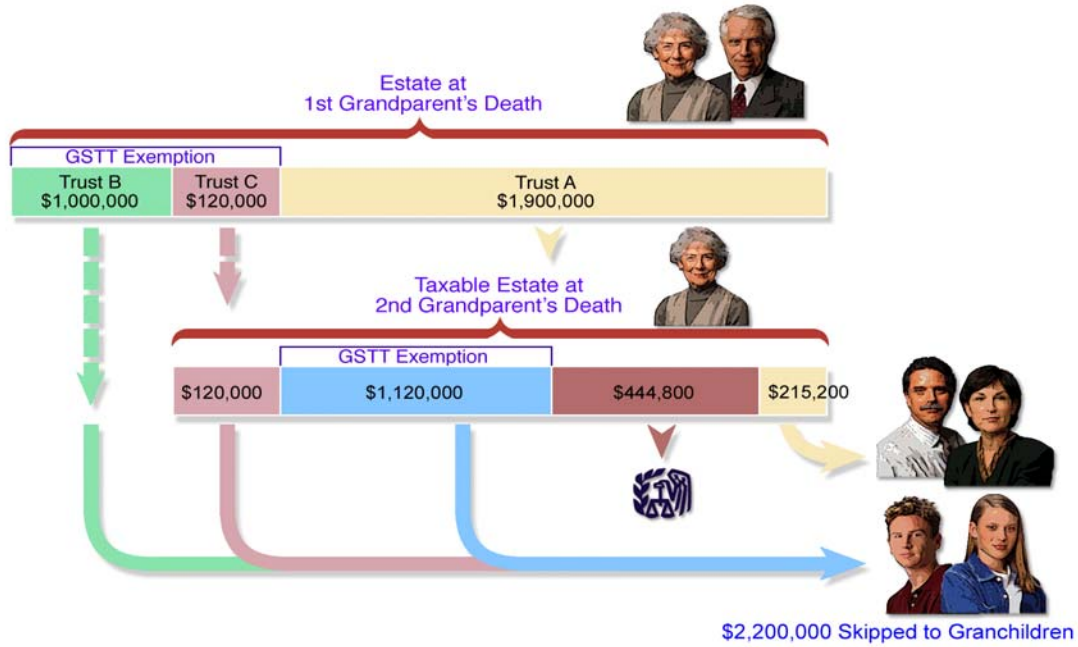 Estate at
1st Grandparent's Death
GSTT Exemption
Trust B
$1,000,000
Trust C
$120,000
Trust A
$1,900,000
Taxable Estate at
2nd Grandparent's Death
GSTT Exemption
$120,000
$1,120,000
$444,800
$215,200
$2,200,000 Skipped to Granchildren